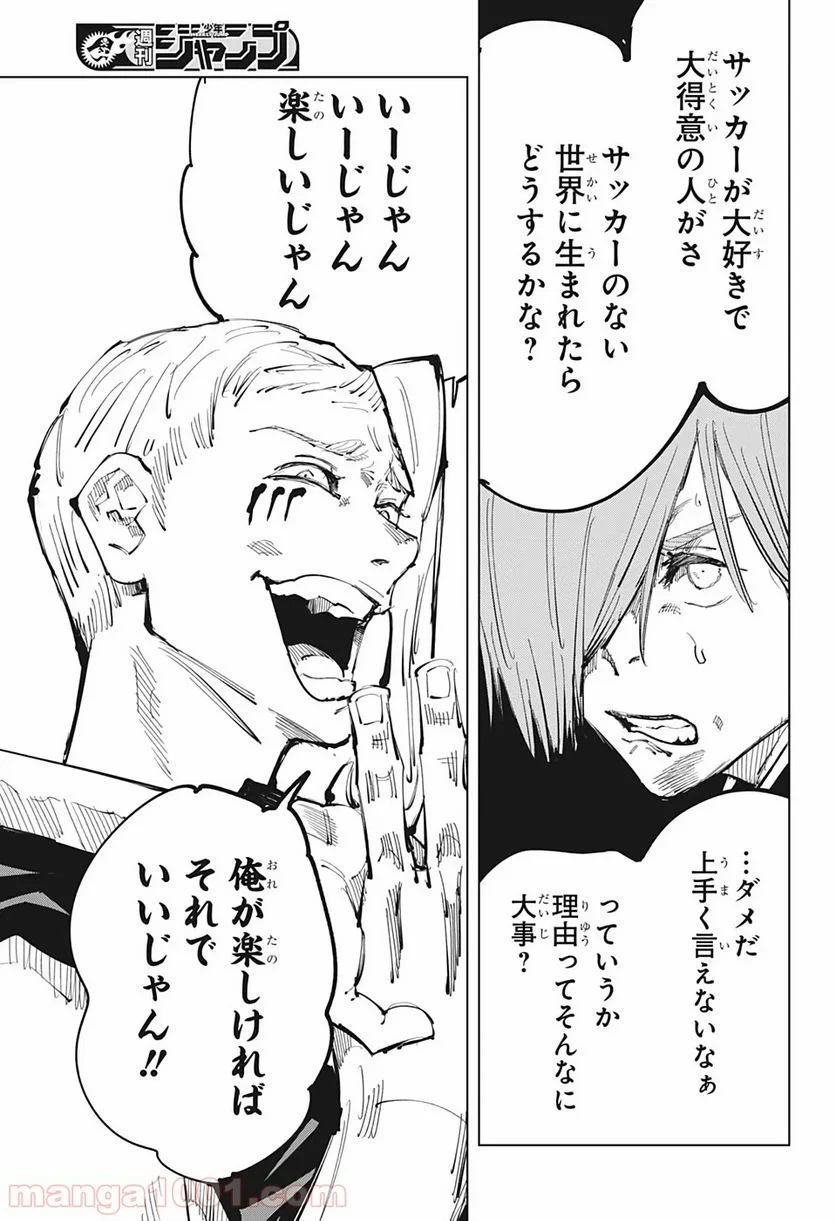 サッカーが大好きで
大得意の人がさ
サッカーのない
世界に生まれたら
どうするかな？
…ダメだ
上手く言えないなぁ
っていうか
理由ってそんなに
大事？
週刊少年ジャンプ
いーじゃん
いーじゃん
楽しいじゃん
俺が楽しければ
それで
いいじゃん!!
manga1001.com